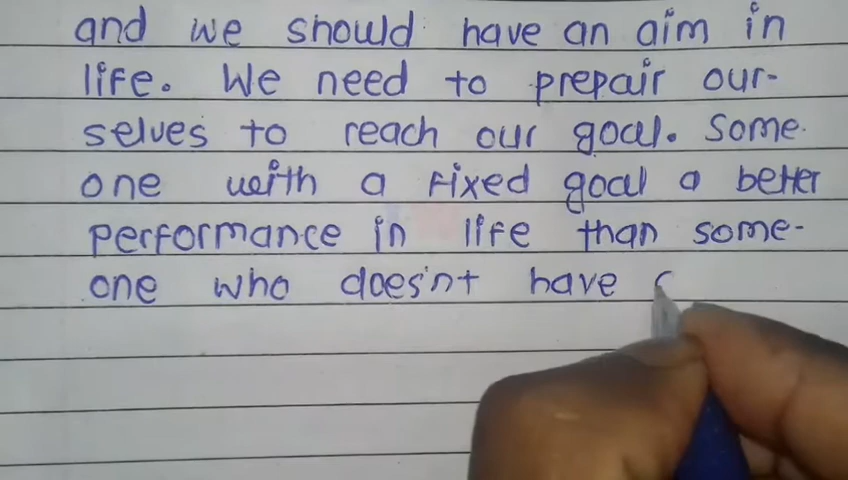 and we should have an aim in
life. We need to prepair our-
selves to reach our goal. Some
one with a fixed goal a better
performance in life than some-
one who does'nt have